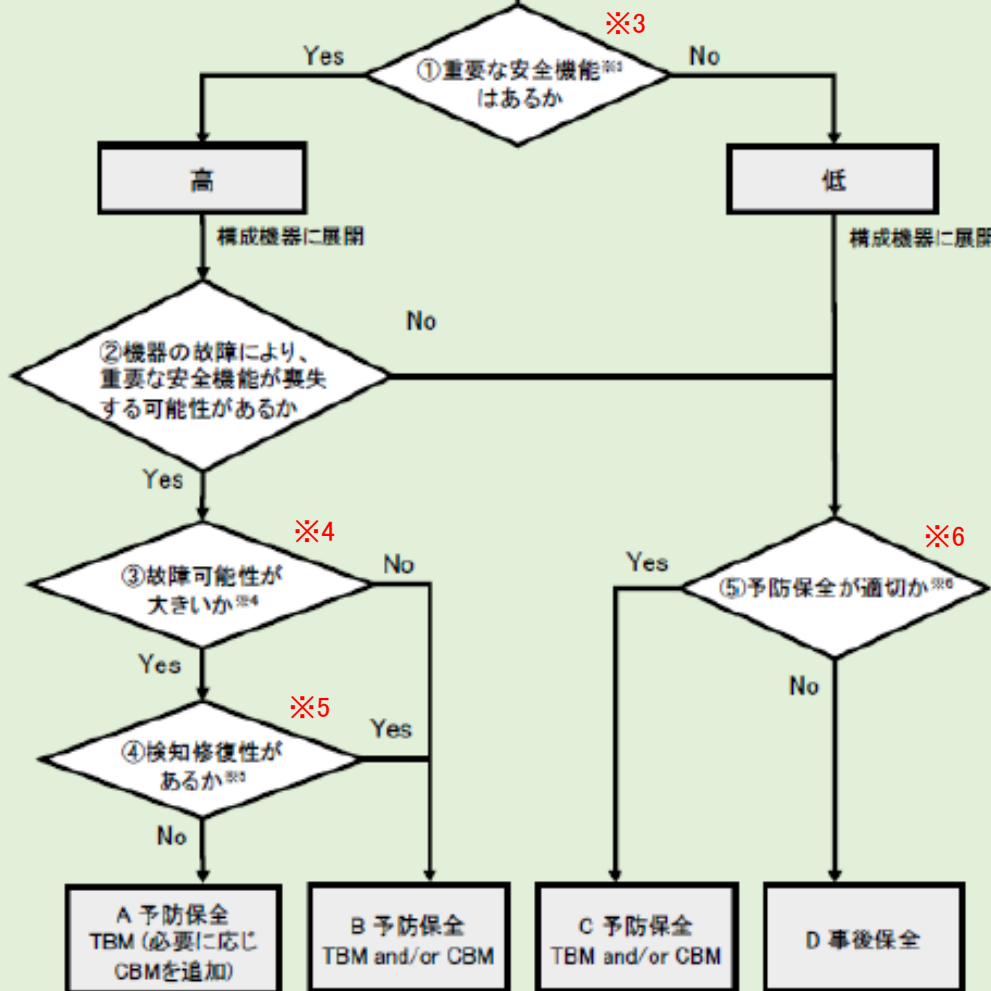 ※3
Yes
No
①重要な安全機能※3
はあるか
高
低
構成機器に展開
構成機器に展開
No
②機器の故障により、
重要な安全機能が喪失
する可能性があるか
Yes
※4
※6
③故障可能性が
大きいか※4
No
Yes
⑤予防保全が適切か※6
Yes
No
※5
④検知修復性が
あるか※5
Yes
No
A 予防保全
TBM (必要に応じ
CBMを追加)
B 予防保全
TBM and/or CBM
C 予防保全
TBM and/or CBM
D 事後保全